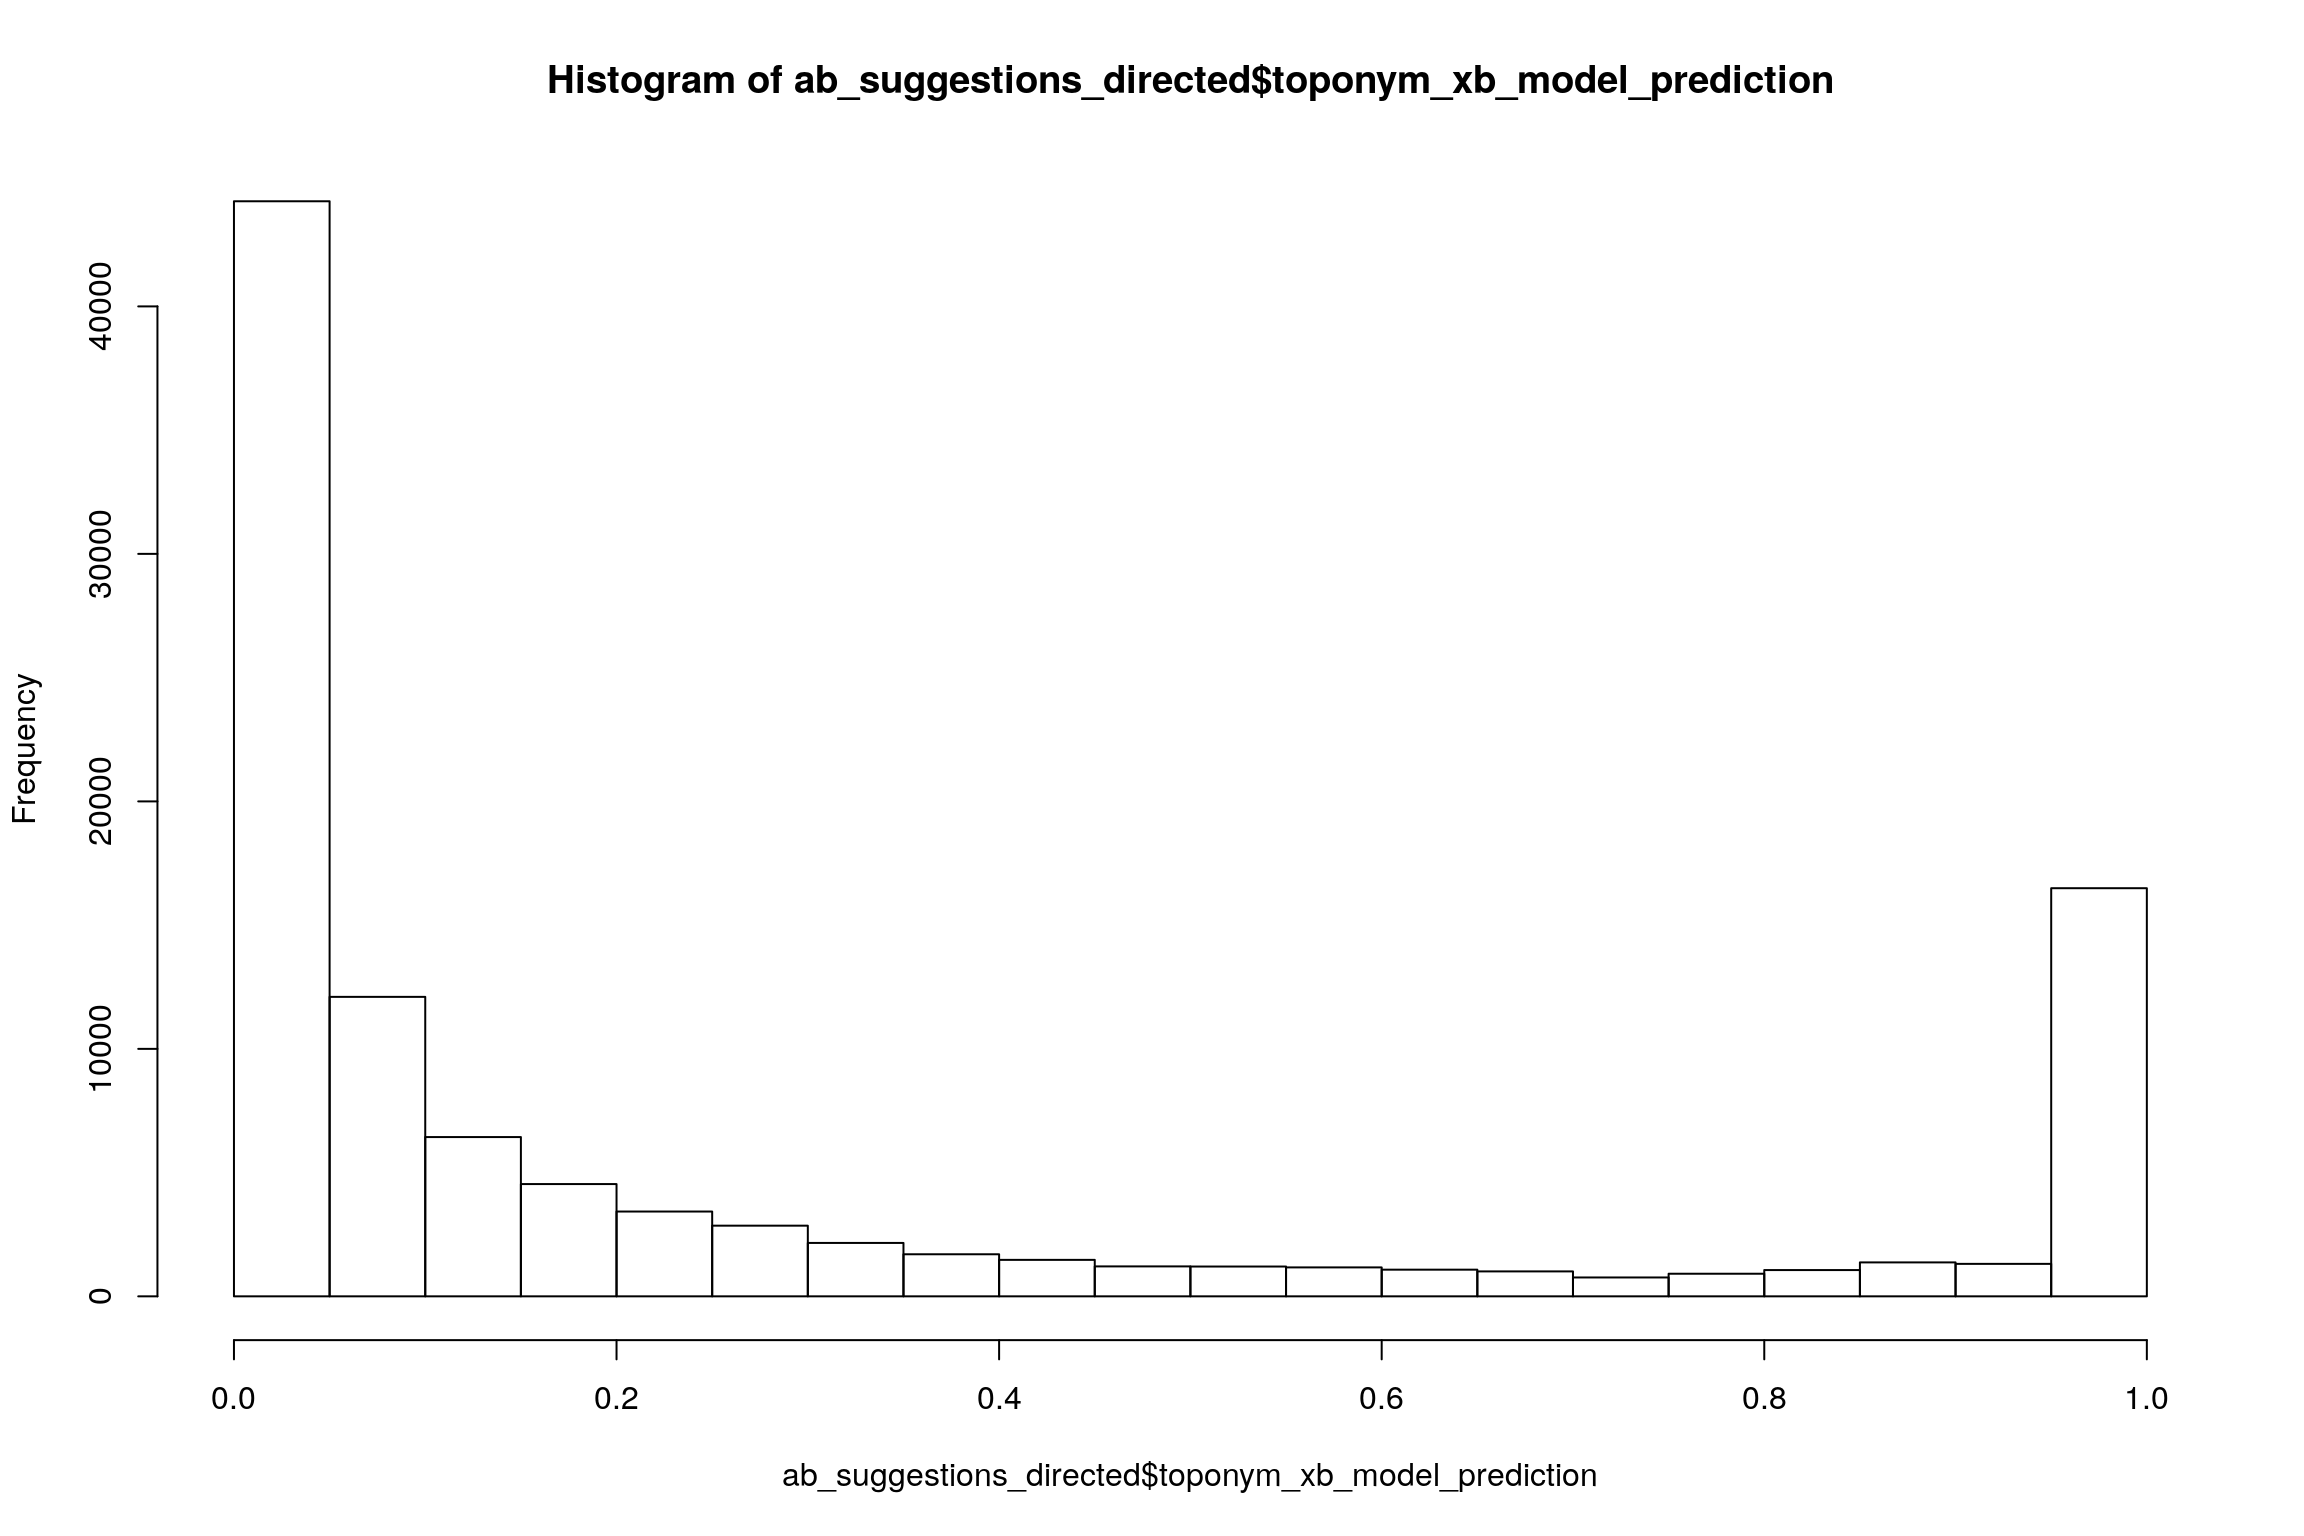 Histogram of ab_suggestions_directed$toponym_xb_model_prediction
Frequency
40000
30000
20000
10000
0
0.0 0.2 0.4 0.6 0.8 1.0
ab_suggestions_directed$toponym_xb_model_prediction